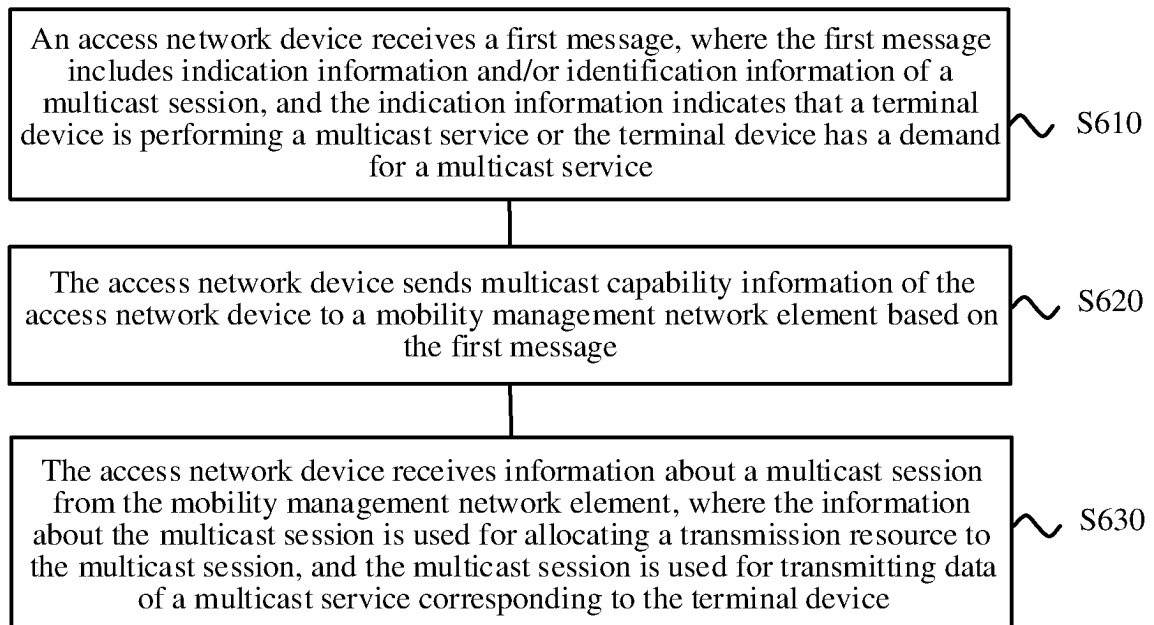 An access network device receives a first message, where the first message
includes indication information and/or identification information of a
multicast session, and the indication information indicates that a terminal
device is performing a multicast service or the terminal device has a demand
for a multicast service
S610
The access network device sends multicast capability information of the
access network device to a mobility management network element based on
the first message
S620
The access network device receives information about a multicast session
from the mobility management network element, where the information
about the multicast session is used for allocating a transmission resource to
the multicast session, and the multicast session is used for transmitting data
of a multicast service corresponding to the terminal device
S630